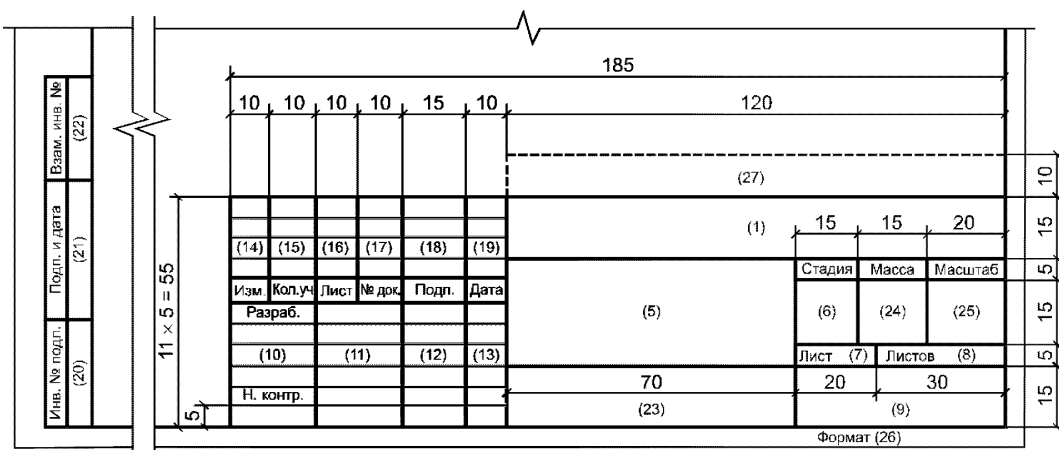 185
10 10 10 10 15 10 120
(27)
10
(1)
15 15 20
15
(14) (15) (16) (17) (18) (19)
Стадия Масса Масштаб
5
Изм. Кол.уч Лист № док. Подп. Дата
Разраб.
(5)
(6) (24) (25)
15
(10) (11) (12) (13)
Лист (7) Листов (8)
5
70 20 30
Н. контр.
(23) (9)
15
5
11 × 5 = 55
Формат (26)
Взам. инв. №
(22)
Подп. и дата
(21)
Инв. № подл.
(20)